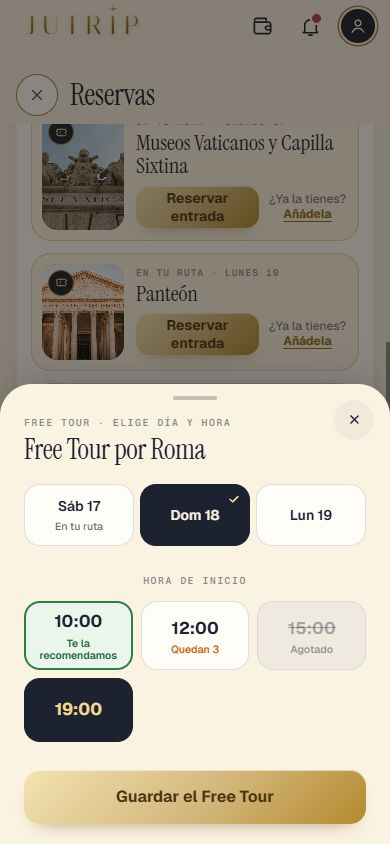 JUTRIP
Reservas
Museos Vaticanos y Capilla
Sixtina
Reservar
entrada
¿Ya la tienes?
Añádela
EN TU RUTA · LUNES 19
Panteón
Reservar
entrada
¿Ya la tienes?
Añádela
FREE TOUR · ELIGE DÍA Y HORA
Free Tour por Roma
Sáb 17
En tu ruta
Dom 18
Lun 19
HORA DE INICIO
10:00
Te la
recomendamos
12:00
Quedan 3
15:00
Agotado
19:00
Guardar el Free Tour